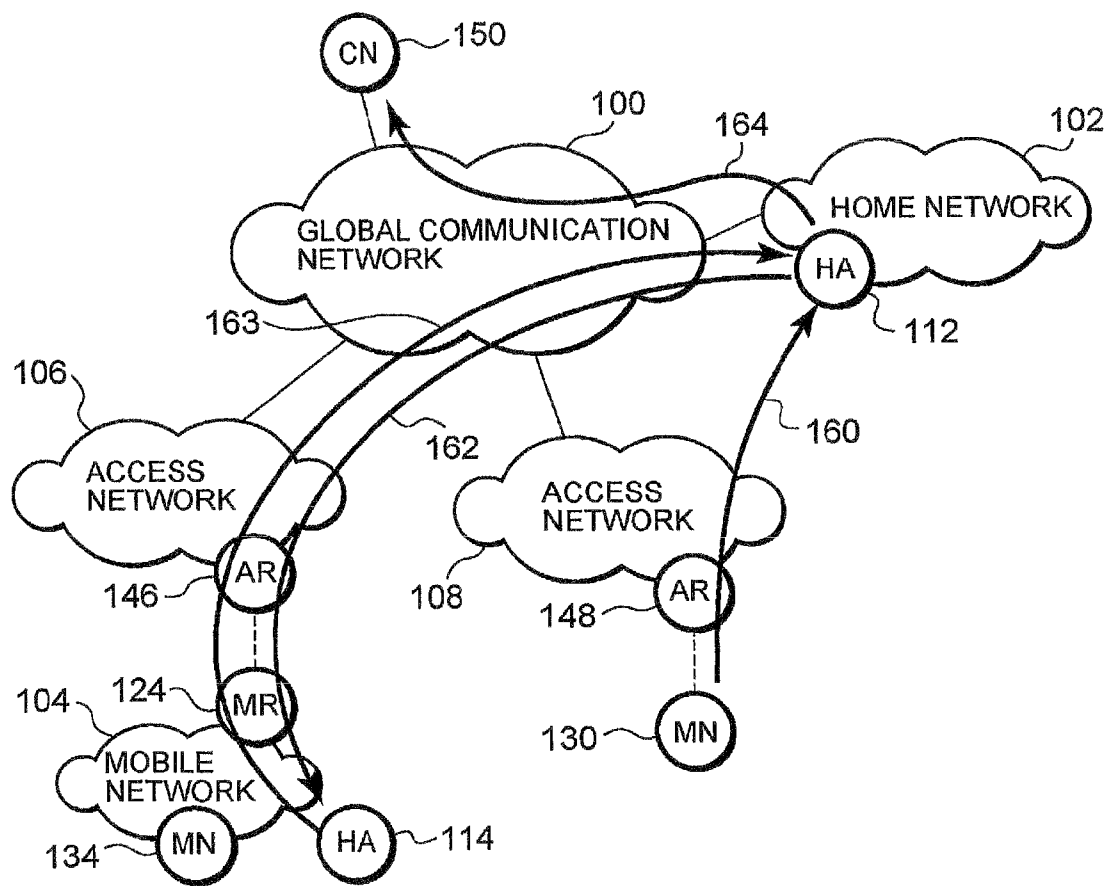 CN
150
100
164
102
GLOBAL COMMUNICATION
NETWORK
HOME NETWORK
HA
163
112
106
162
160
ACCESS
NETWORK
ACCESS
NETWORK
AR
146
108
AR
148
124
MR
104
MOBILE
NETWORK
130
MN
MN
134
HA
114